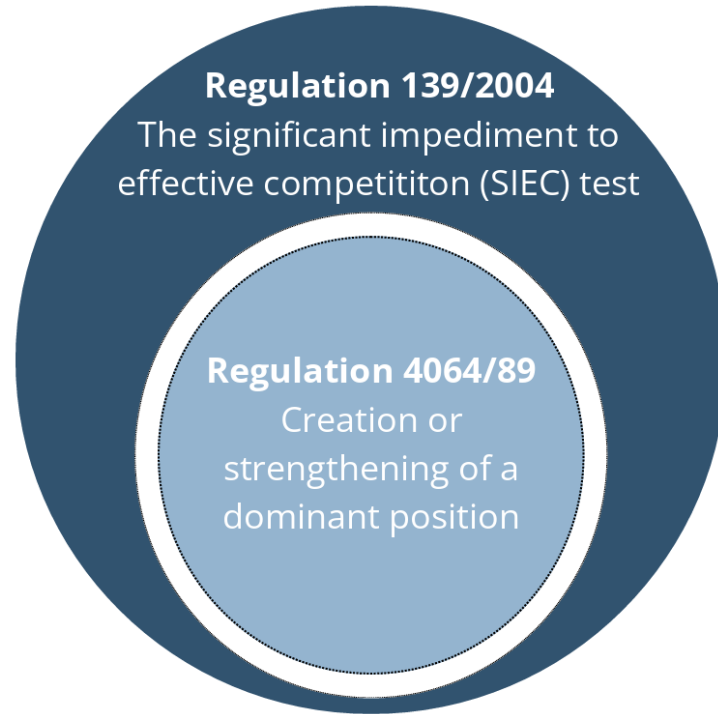 Regulation 139/2004
The significant impediment to
effective competititon (SIEC) test
Regulation 4064/89
Creation or
strengthening of a
dominant position